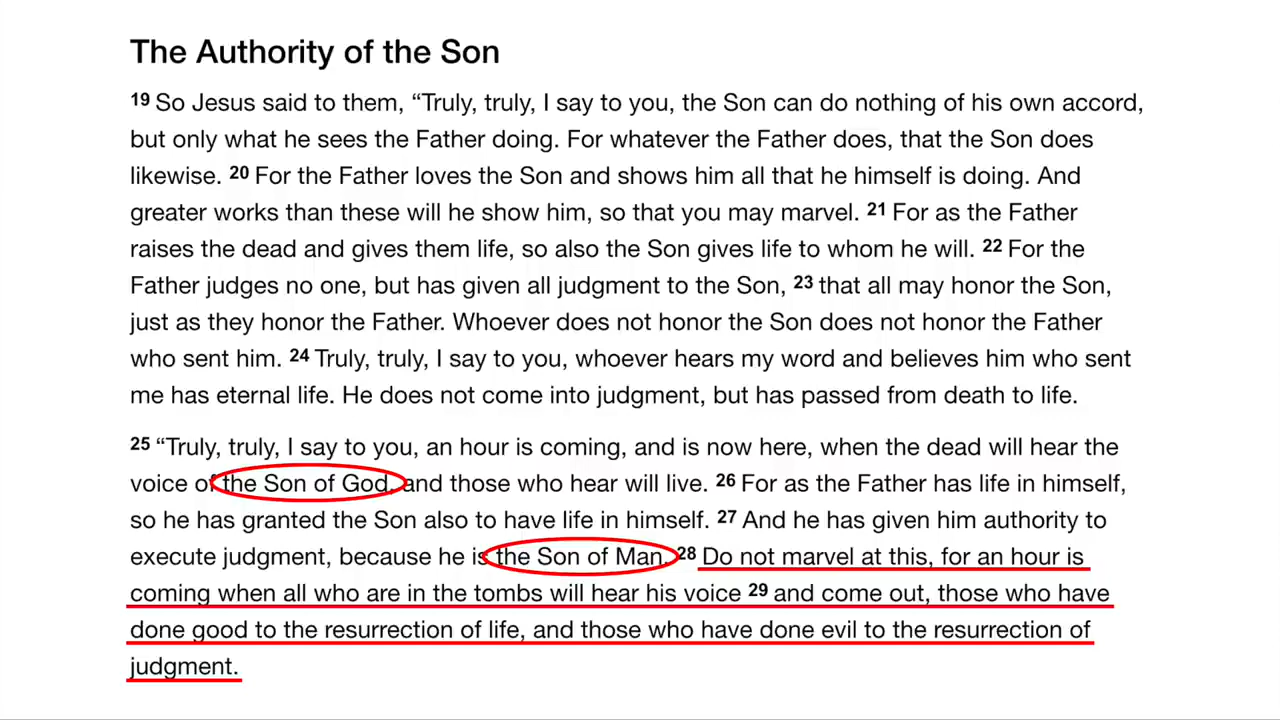 The Authority of the Son
19 So Jesus said to them, “Truly, truly, I say to you, the Son can do nothing of his own accord,
but only what he sees the Father doing. For whatever the Father does, that the Son does
likewise. 20 For the Father loves the Son and shows him all that he himself is doing. And
greater works than these will he show him, so that you may marvel. 21 For as the Father
raises the dead and gives them life, so also the Son gives life to whom he will. 22 For the
Father judges no one, but has given all judgment to the Son, 23 that all may honor the Son,
just as they honor the Father. Whoever does not honor the Son does not honor the Father
who sent him. 24 Truly, truly, I say to you, whoever hears my word and believes him who sent
me has eternal life. He does not come into judgment, but has passed from death to life.
25 “Truly, truly, I say to you, an hour is coming, and is now here, when the dead will hear the
voice of the Son of God, and those who hear will live. 26 For as the Father has life in himself,
so he has granted the Son also to have life in himself. 27 And he has given him authority to
execute judgment, because he is the Son of Man. 28 Do not marvel at this, for an hour is
coming when all who are in the tombs will hear his voice 29 and come out, those who have
done good to the resurrection of life, and those who have done evil to the resurrection of
judgment.